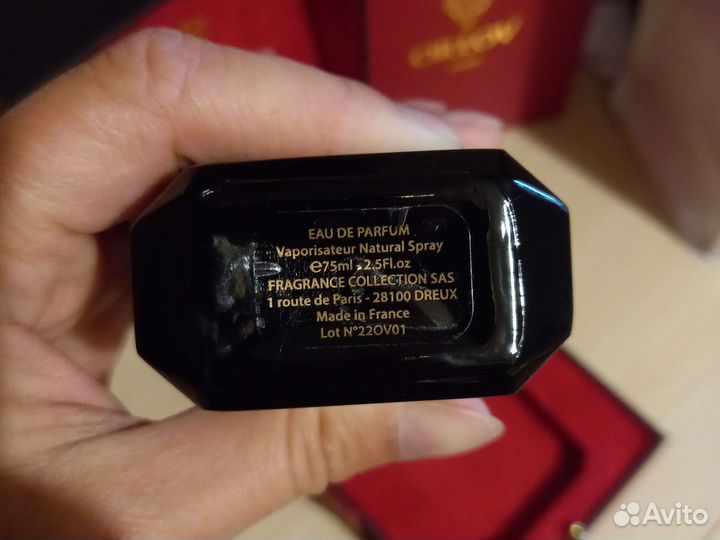 EAU DE PARFUM
Vaporisateur Natural Spray
℮75ml - 2.5Fl.oz
FRAGRANCE COLLECTION SAS
1 route de Paris - 28100 DREUX
Made in France
Lot N°22OV01
Avito